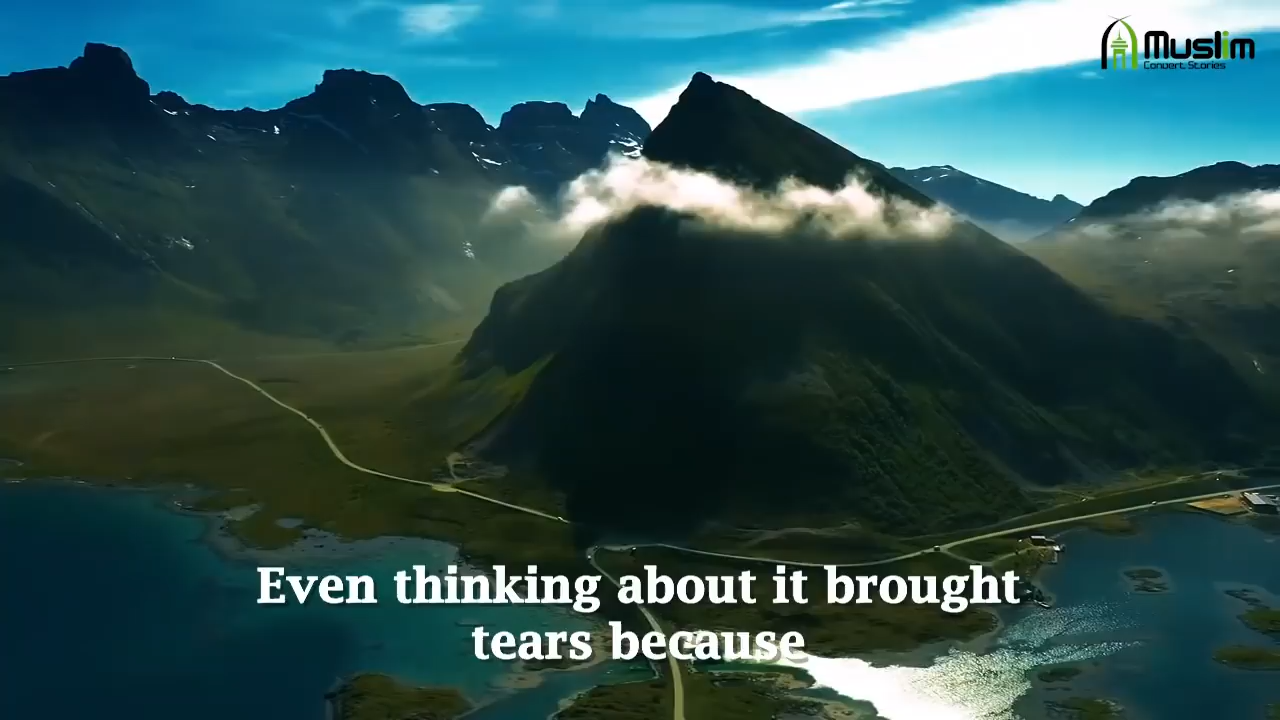 Muslim
Convert Stories
Even thinking about it brought
tears because